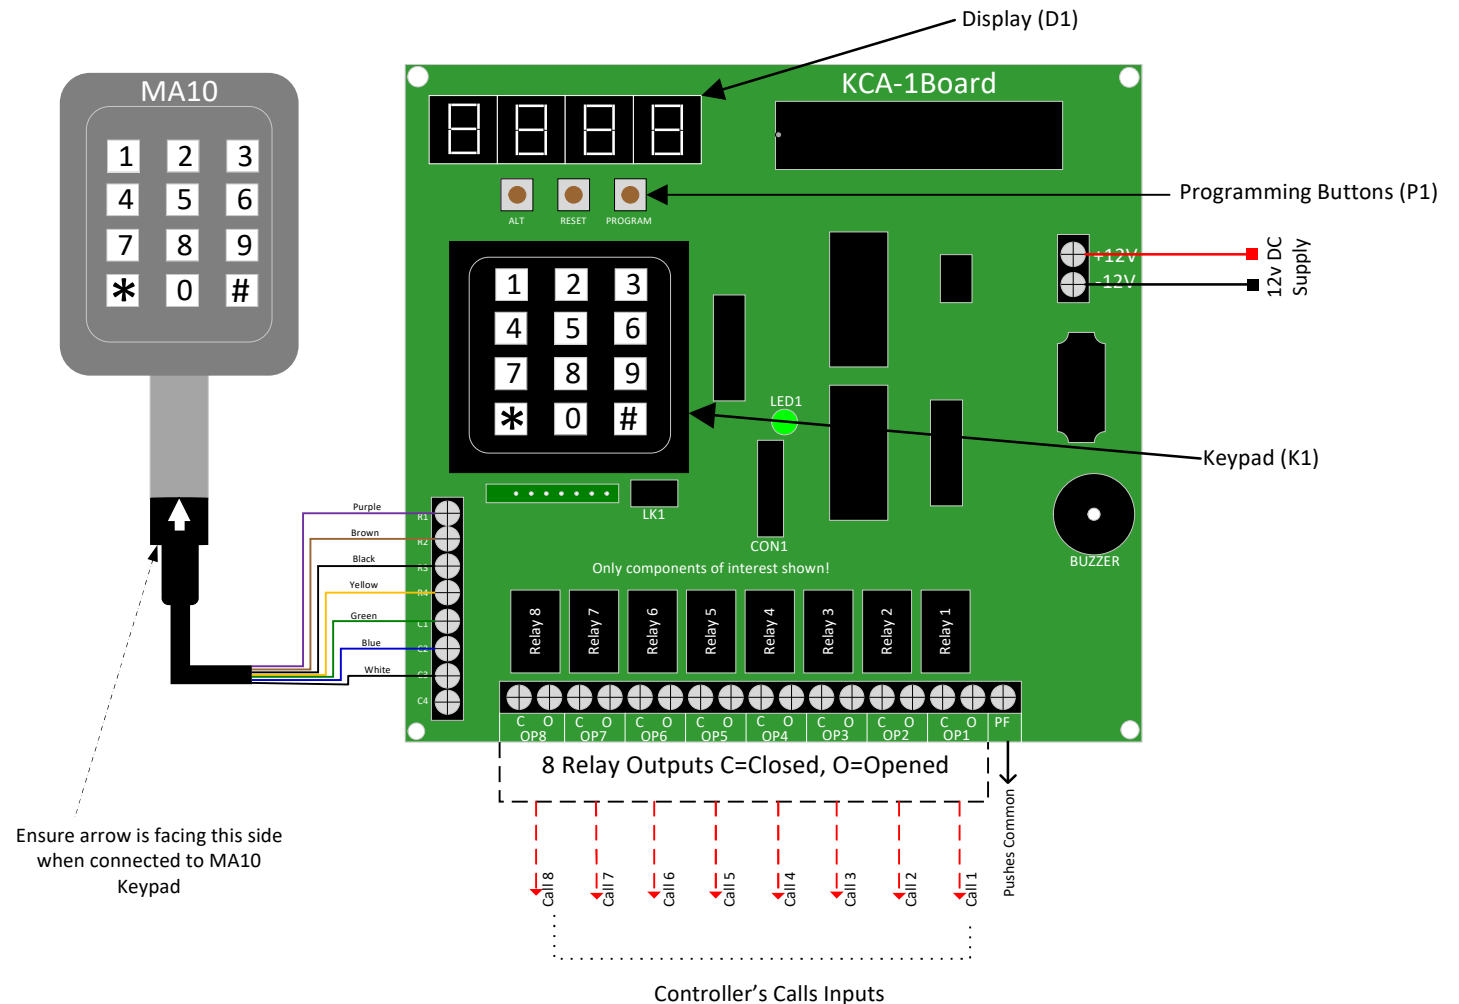 Display (D1)
MA10
KCA-1Board
1 2 3
4 5 6
7 8 9
* 0 #
ALT RESET PROGRAM
Programming Buttons (P1)
+12V
-12V
12v DC
Supply
1 2 3
4 5 6
7 8 9
* 0 #
LED1
Keypad (K1)
LK1
CON1
BUZZER
Purple
R1
Brown
R2
Black
R3
Yellow
R4
Green
C1
Blue
C2
White
C3
C4
Only components of interest shown!
Relay 8 Relay 7 Relay 6 Relay 5 Relay 4 Relay 3 Relay 2 Relay 1
C O C O C O C O C O C O C O C O PF
OP8 OP7 OP6 OP5 OP4 OP3 OP2 OP1
8 Relay Outputs C=Closed, O=Opened
Pushes Common
Call 8 Call 7 Call 6 Call 5 Call 4 Call 3 Call 2 Call 1
Ensure arrow is facing this side
when connected to MA10
Keypad
Controller's Calls Inputs